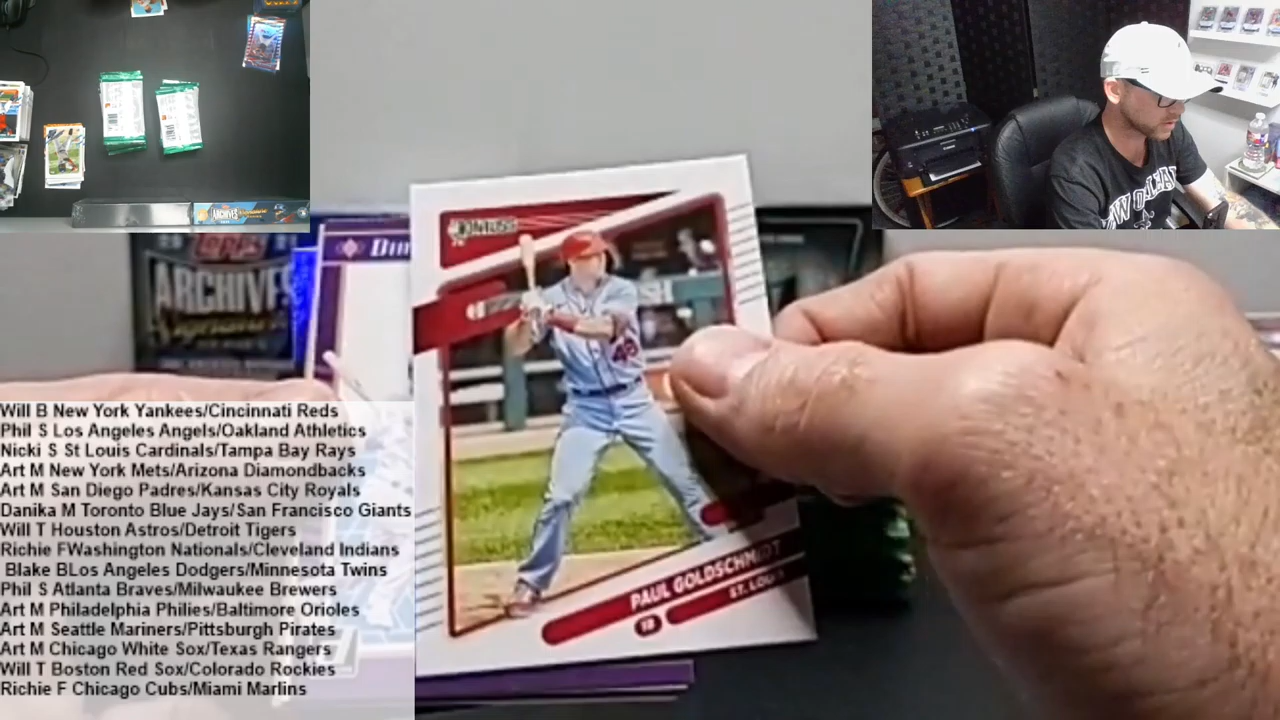 ARCHIVES
TOPPS
ARCHIVES
DONRUSS
PAUL GOLDSCHMIDT
1B
ST. LOUIS
Will B New York Yankees/Cincinnati Reds
Phil S Los Angeles Angels/Oakland Athletics
Nicki S St Louis Cardinals/Tampa Bay Rays
Art M New York Mets/Arizona Diamondbacks
Art M San Diego Padres/Kansas City Royals
Danika M Toronto Blue Jays/San Francisco Giants
Will T Houston Astros/Detroit Tigers
Richie FWashington Nationals/Cleveland Indians
Blake BLos Angeles Dodgers/Minnesota Twins
Phil S Atlanta Braves/Milwaukee Brewers
Art M Philadelphia Philies/Baltimore Orioles
Art M Seattle Mariners/Pittsburgh Pirates
Art M Chicago White Sox/Texas Rangers
Will T Boston Red Sox/Colorado Rockies
Richie F Chicago Cubs/Miami Marlins